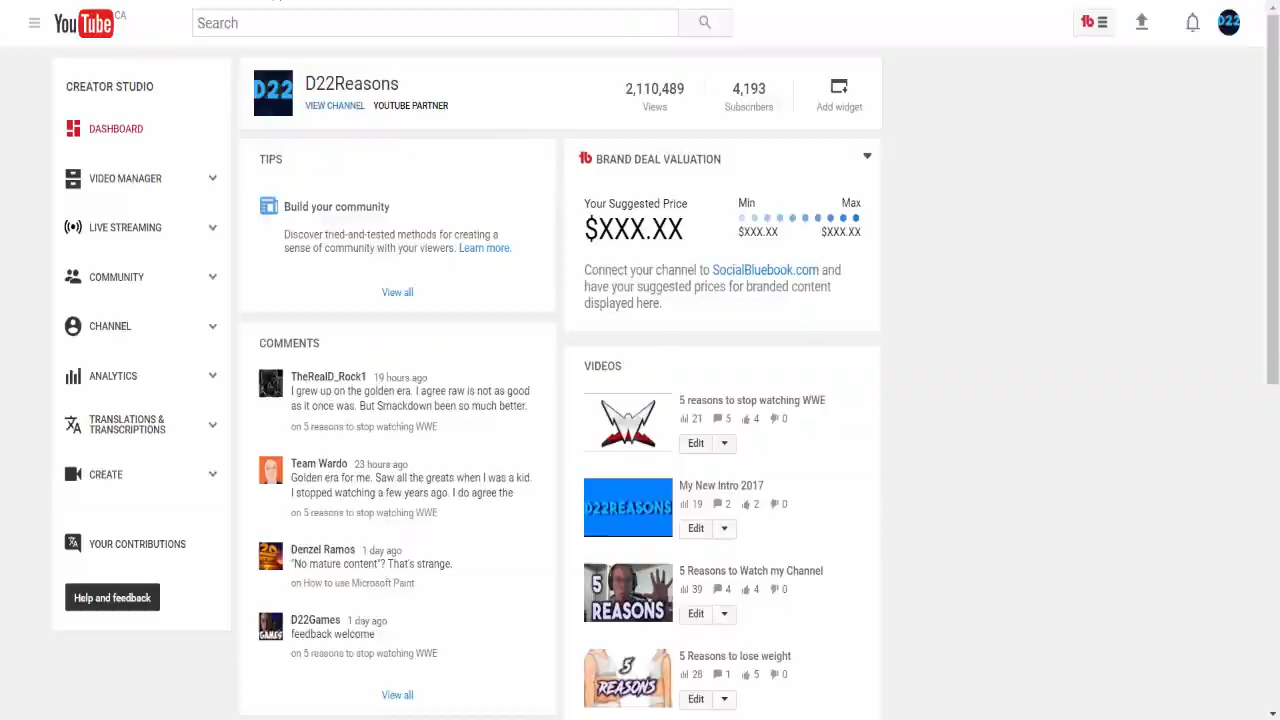 YouTube CA
Search
tb
D22
CREATOR STUDIO
DASHBOARD
VIDEO MANAGER
LIVE STREAMING
COMMUNITY
CHANNEL
ANALYTICS
TRANSLATIONS &
TRANSCRIPTIONS
CREATE
YOUR CONTRIBUTIONS
Help and feedback
D22
D22Reasons
VIEW CHANNEL YOUTUBE PARTNER
2,110,489
Views
4,193
Subscribers
Add widget
TIPS
Build your community
Discover tried-and-tested methods for creating a
sense of community with your viewers. Learn more.
View all
COMMENTS
TheRealD_Rock1 19 hours ago
I grew up on the golden era. I agree raw is not as good
as it once was. But Smackdown been so much better.
on 5 reasons to stop watching WWE
Team Wardo 23 hours ago
Golden era for me. Saw all the greats when I was a kid.
I stopped watching a few years ago. I do agree the
on 5 reasons to stop watching WWE
Denzel Ramos 1 day ago
"No mature content"? That's strange.
on How to use Microsoft Paint
GAMES
D22Games 1 day ago
feedback welcome
on 5 reasons to stop watching WWE
View all
tb BRAND DEAL VALUATION
Your Suggested Price
$XXX.XX
Min Max
$XXX.XX $XXX.XX
Connect your channel to SocialBluebook.com and
have your suggested prices for branded content
displayed here.
VIDEOS
5 reasons to stop watching WWE
21 5 4 0
Edit
D22REASONS
My New Intro 2017
19 2 2 0
Edit
5
REASONS
5 Reasons to Watch my Channel
39 4 4 0
Edit
5
REASONS
5 Reasons to lose weight
28 1 5 0
Edit